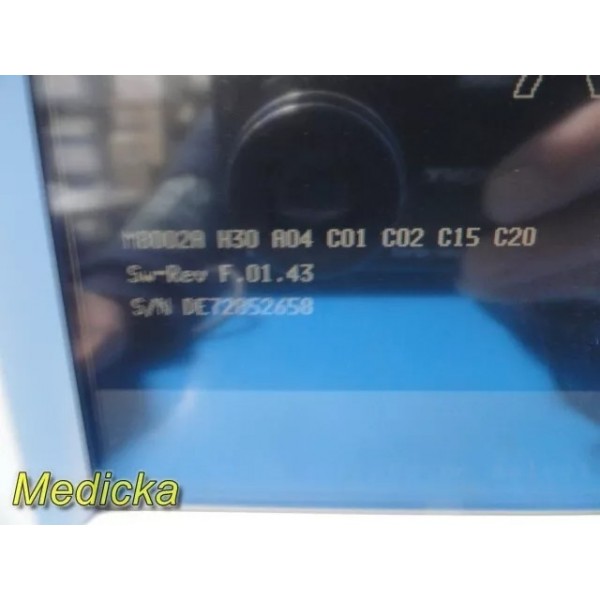 M8002A H30 A04 C01 C02 C15 C20
Sw-Rev F.01.43
S/N DE72852658
Medicka